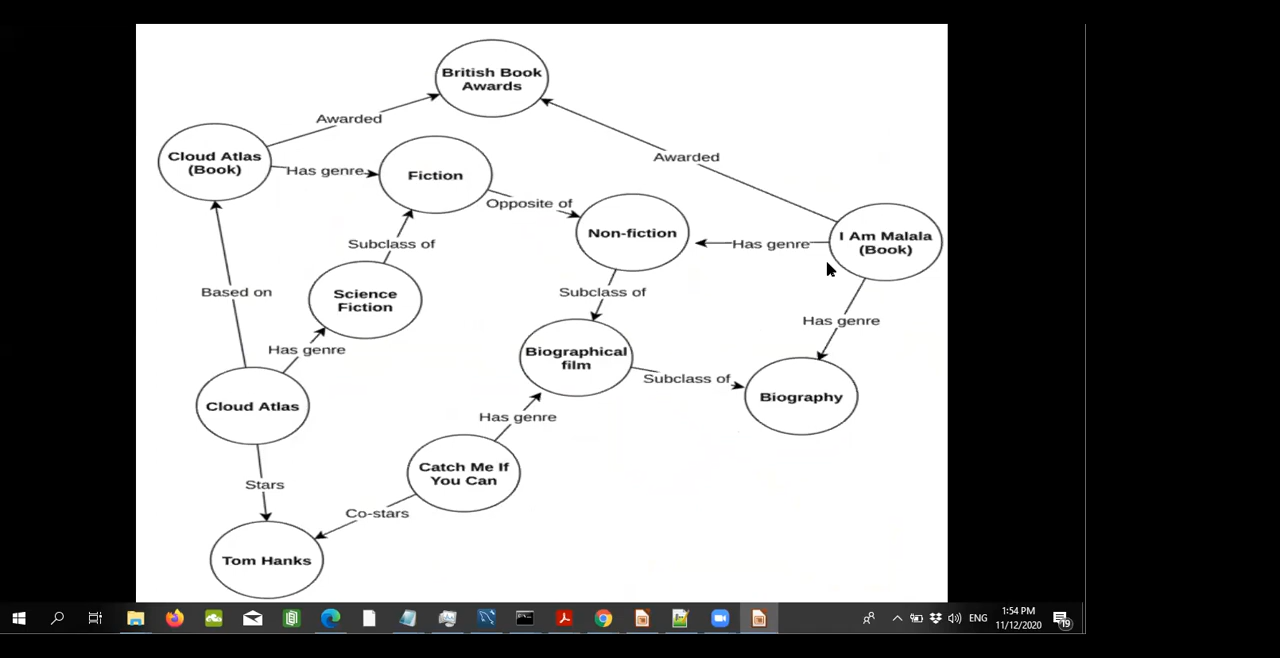 British Book
Awards
Awarded
Awarded
Cloud Atlas
(Book)
Has genre
Fiction
Opposite of
Non-fiction
Has genre
I Am Malala
(Book)
Subclass of
Based on
Science
Fiction
Subclass of
Has genre
Has genre
Biographical
film
Subclass of
Biography
Cloud Atlas
Has genre
Catch Me If
You Can
Stars
Co-stars
Tom Hanks
ENG
1:54 PM
11/12/2020
19